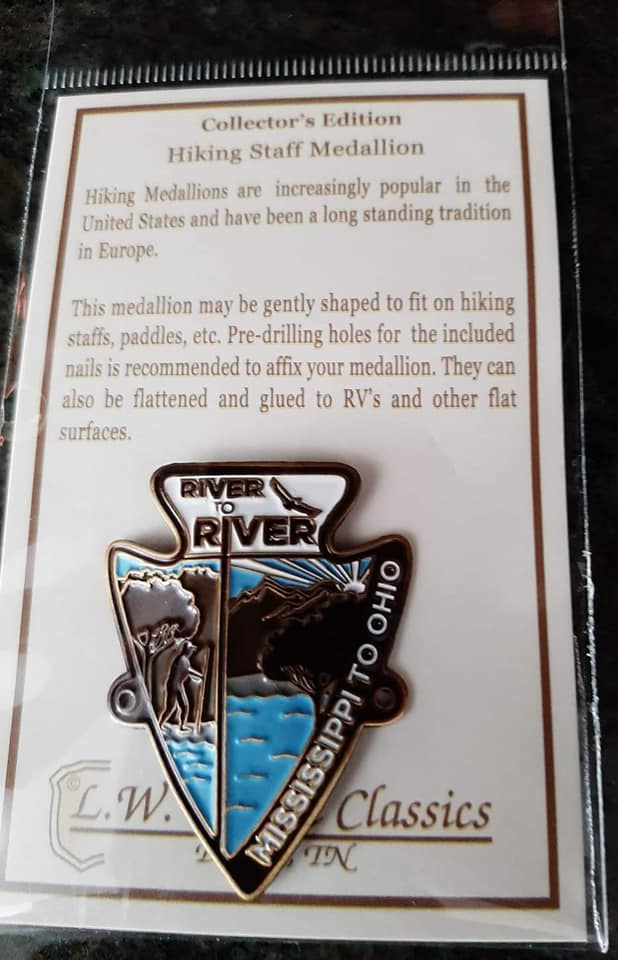 Collector's Edition
Hiking Staff Medallion
Hiking Medallions are increasingly popular in the
United States and have been a long standing tradition
in Europe.
This medallion may be gently shaped to fit on hiking
staffs, paddles, etc. Pre-drilling holes for the included
nails is recommended to affix your medallion. They can
also be flattened and glued to RV's and other flat
surfaces.
RIVER
TO
RIVER
MISSISSIPPI TO OHIO
©
L.W. Classics
TN